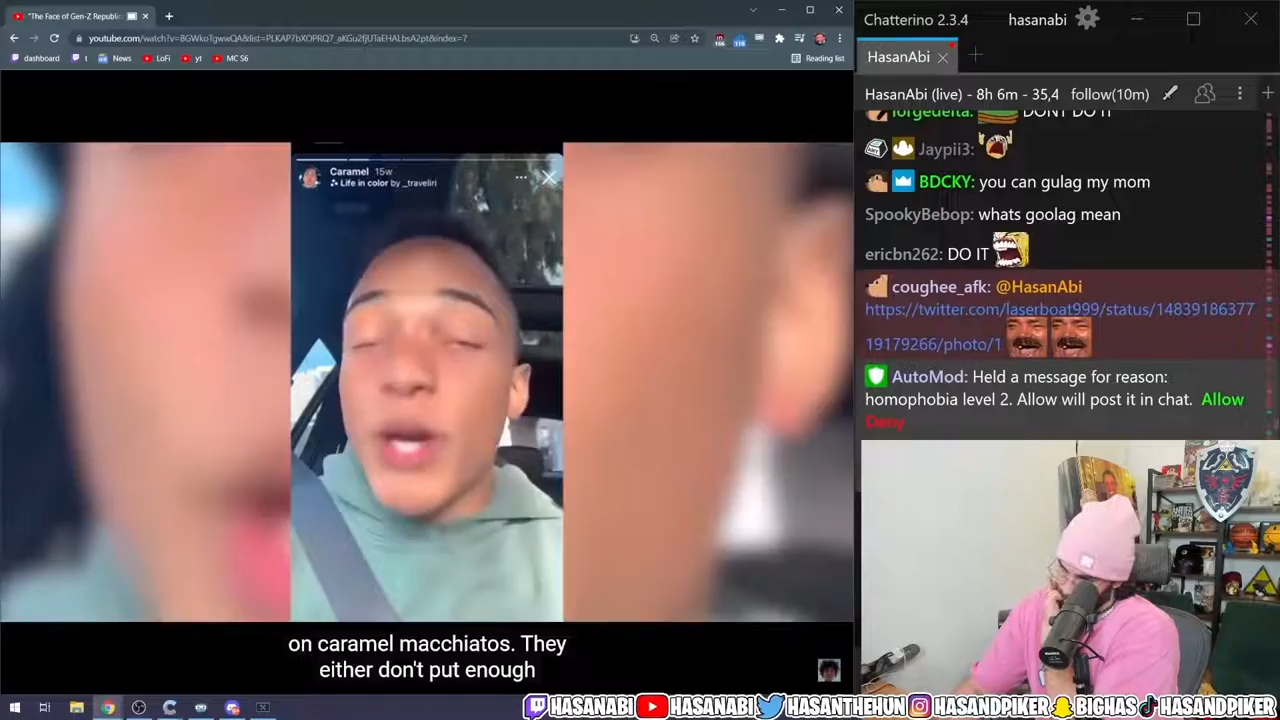 "The Face of Gen-Z Republic
youtube.com/watch?v=BGWkoTgwwQA&list=PLKAP7bXOPRQ7_aKGu2fjUTaEHALbsA2pt&index=7
dashboard
t
News
LoFi
yt
MC S6
Reading list
Caramel 15w
Life in color by _traveliri
on caramel macchiatos. They
either don't put enough
Chatterino 2.3.4
hasanabi
HasanAbi
HasanAbi (live) - 8h 6m - 35,4
follow(10m)
forgedelta: DONT DO IT
Jaypii3:
BDCKY: you can gulag my mom
SpookyBebop: whats goolag mean
ericbn262: DO IT
coughee_afk: @HasanAbi
https://twitter.com/laserboat999/status/14839186377
19179266/photo/1
AutoMod: Held a message for reason:
homophobia level 2. Allow will post it in chat. Allow
Deny
HASANABI HASANABI HASANTHEHUN HASANDPIKER BIGHAS HASANDPIKER